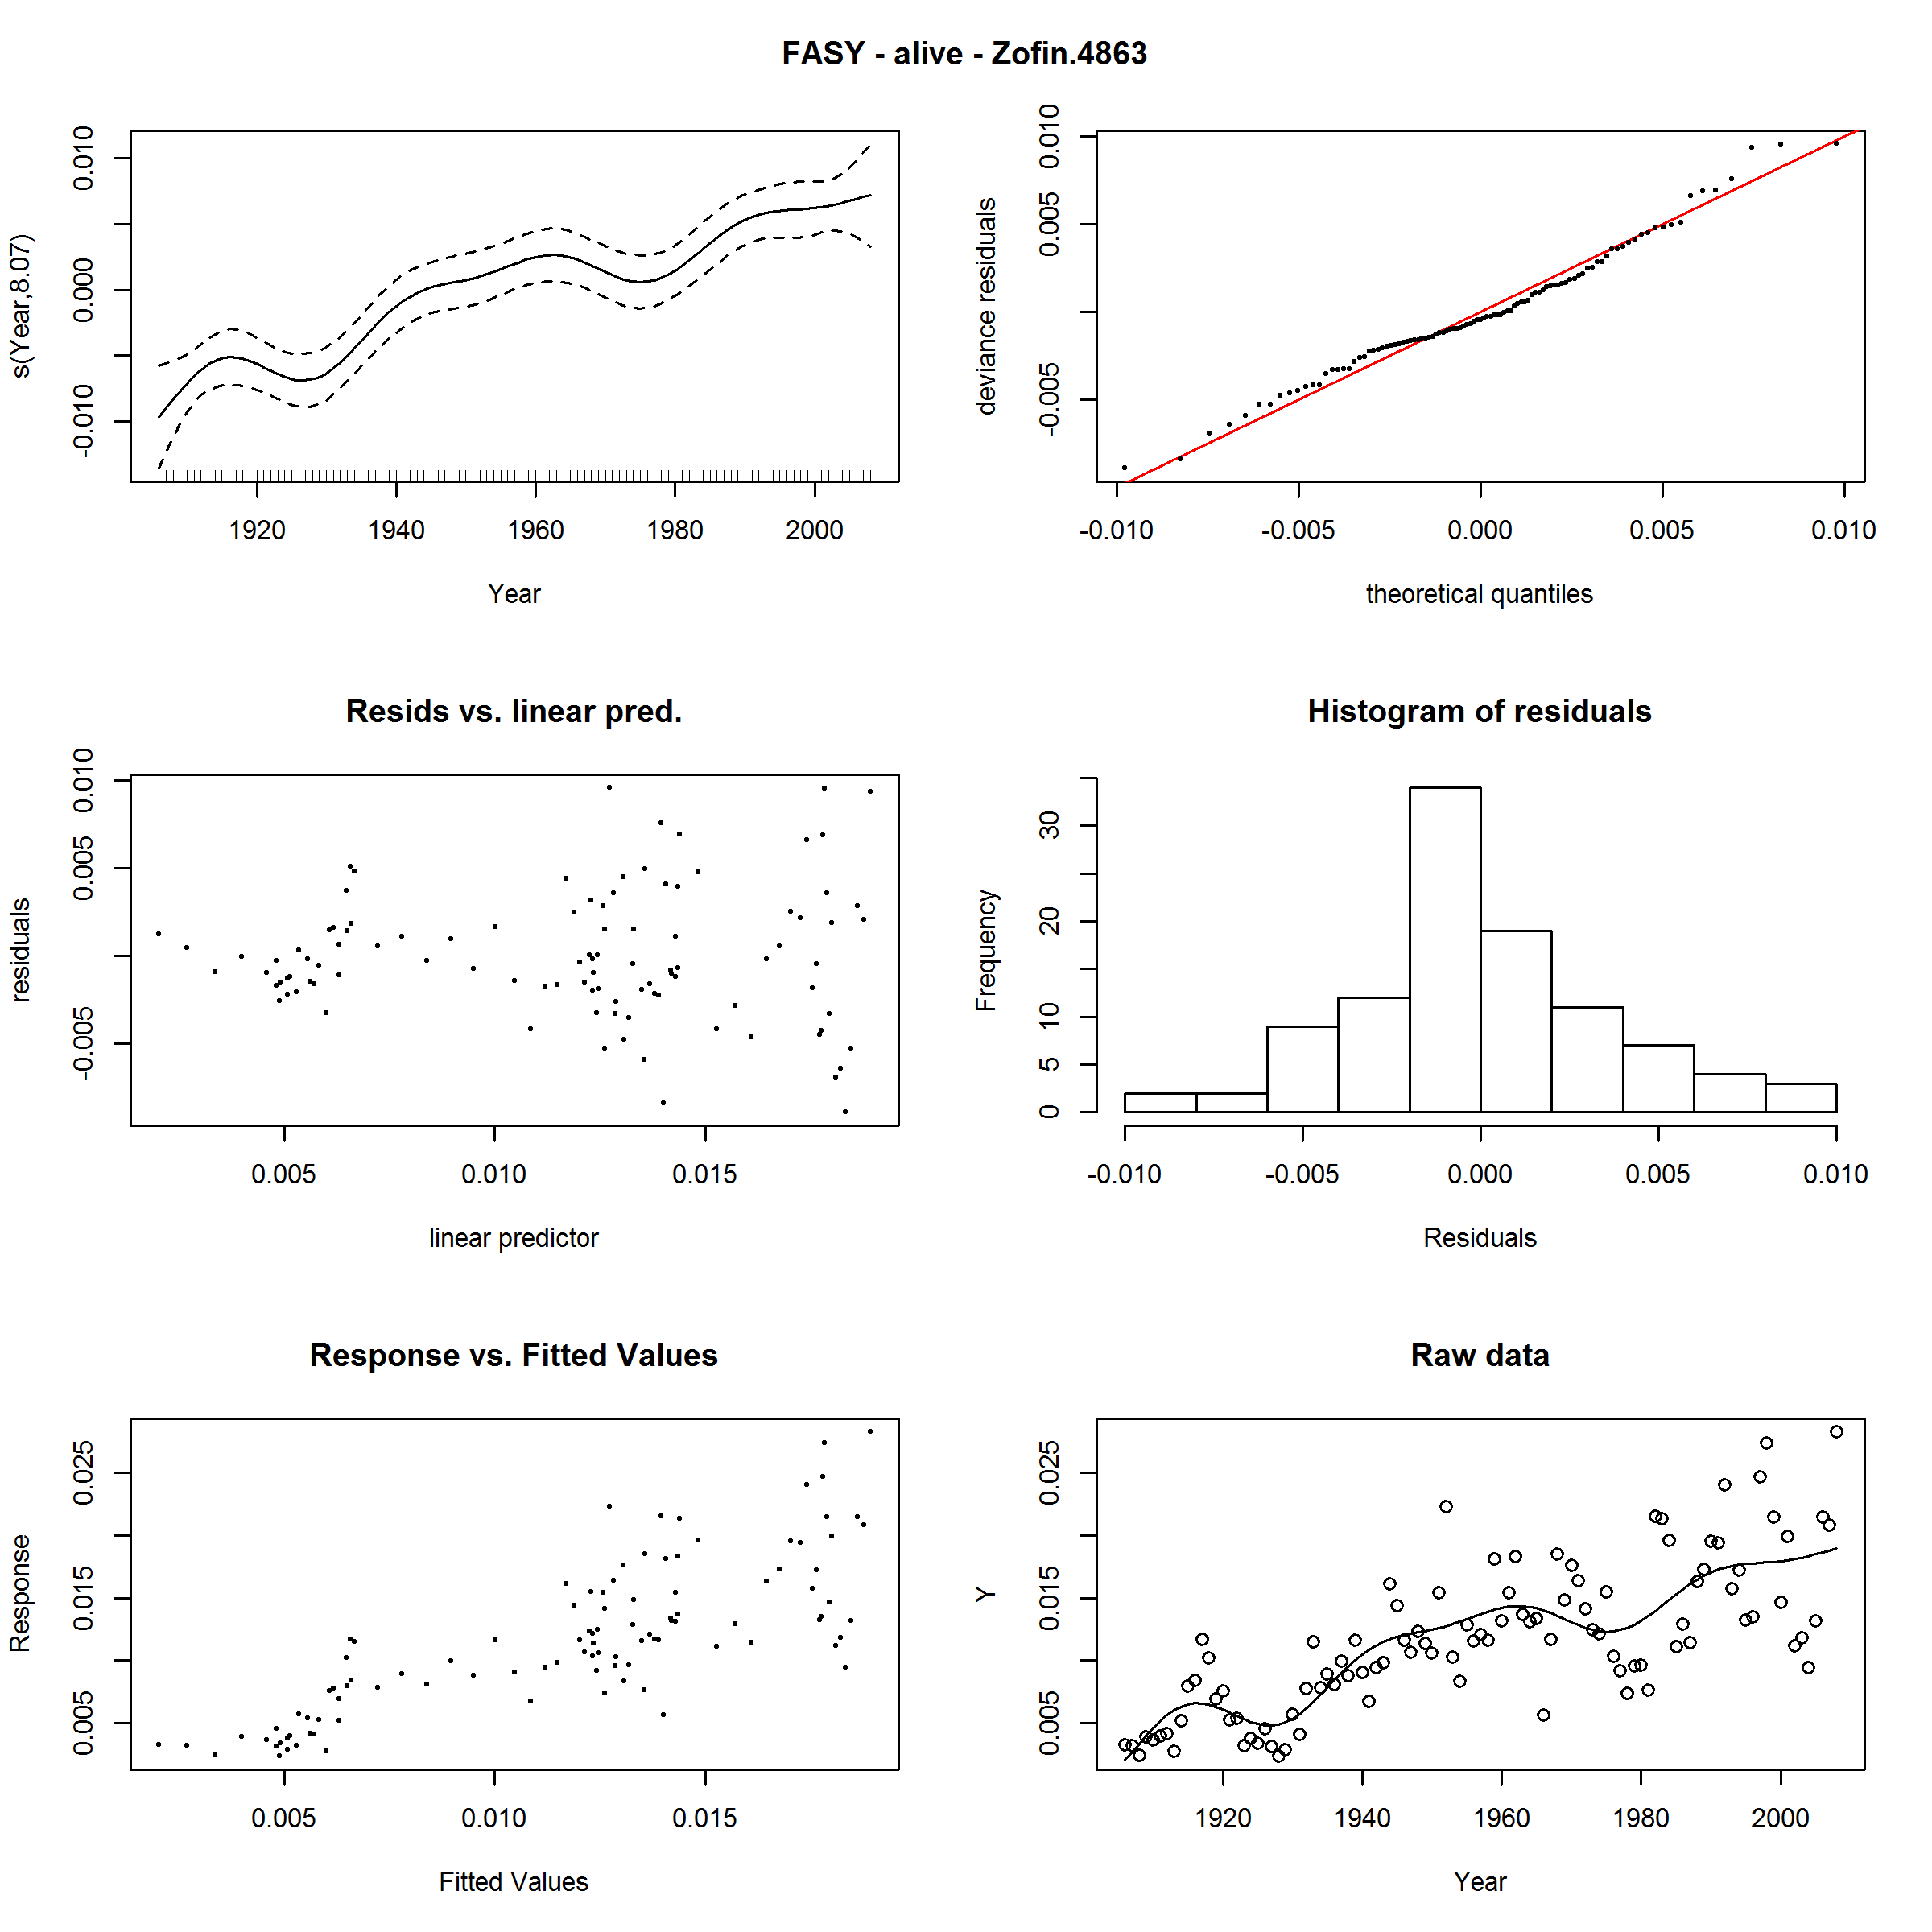 FASY - alive - Zofin.4863
s(Year,8.07)
-0.010 0.000 0.010
1920 1940 1960 1980 2000
Year
deviance residuals
-0.005 0.005 0.010
-0.010 -0.005 0.000 0.005 0.010
theoretical quantiles
Resids vs. linear pred.
residuals
-0.005 0.005 0.010
0.005 0.010 0.015
linear predictor
Histogram of residuals
Frequency
0 5 10 20 30
-0.010 -0.005 0.000 0.005 0.010
Residuals
Response vs. Fitted Values
Response
0.005 0.015 0.025
0.005 0.010 0.015
Fitted Values
Raw data
Y
0.005 0.015 0.025
1920 1940 1960 1980 2000
Year